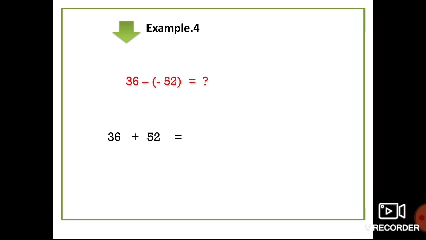 Example.4
36 – (- 52) = ?
36 + 52 =
RECORDER